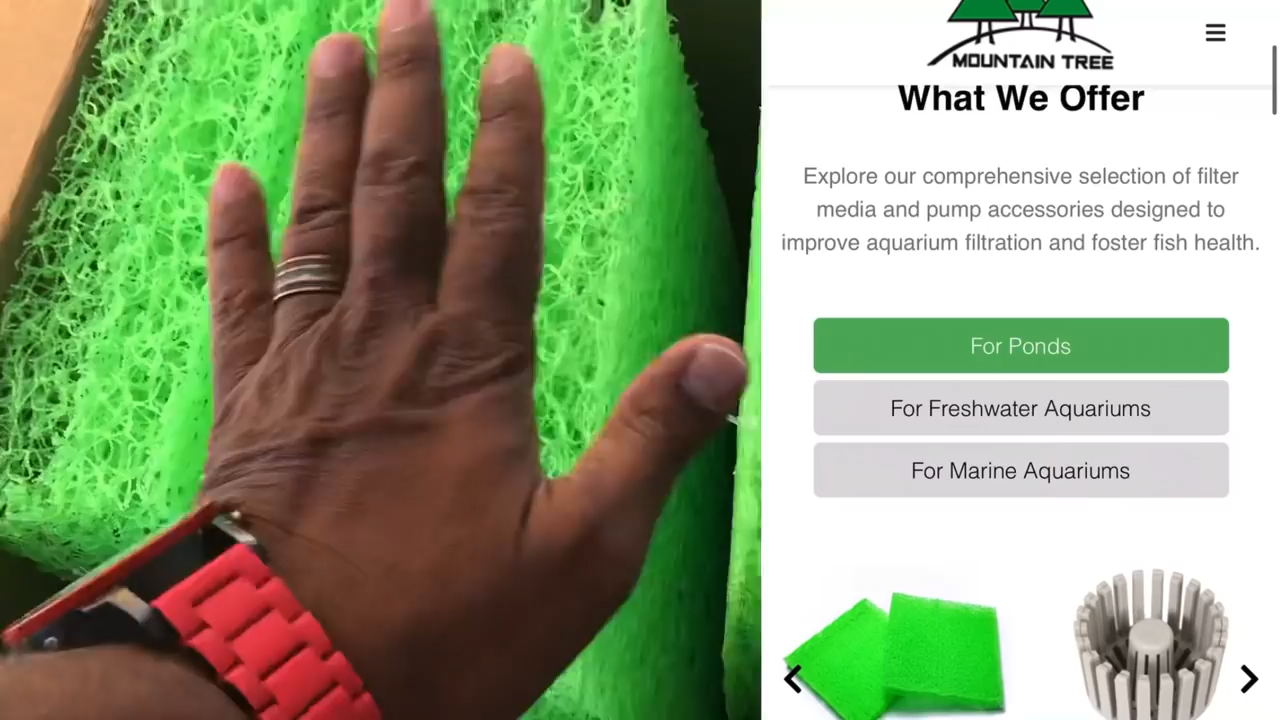 MOUNTAIN TREE
What We Offer
Explore our comprehensive selection of filter
media and pump accessories designed to
improve aquarium filtration and foster fish health.
For Ponds
For Freshwater Aquariums
For Marine Aquariums